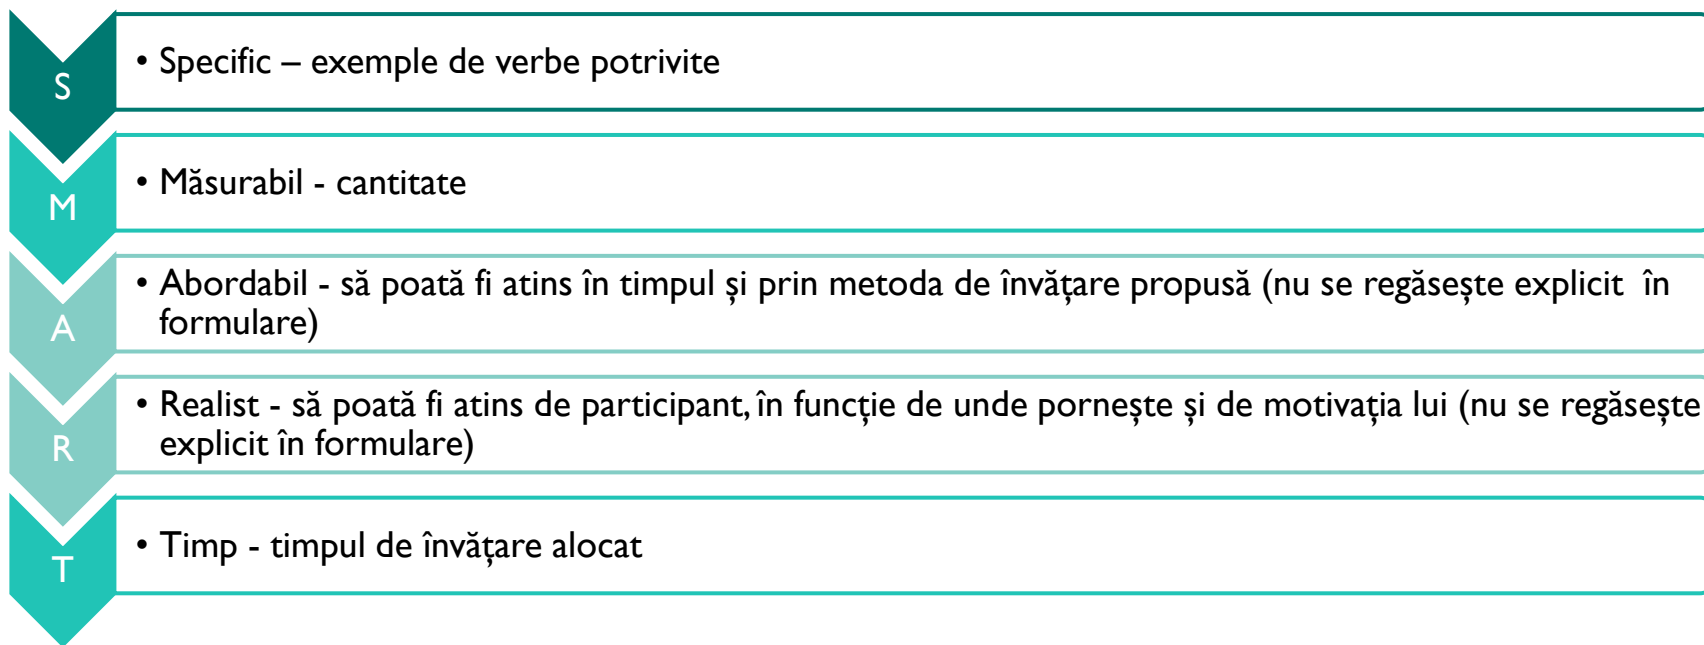 S
• Specific – exemple de verbe potrivite
M
• Măsurabil - cantitate
A
• Abordabil - să poată fi atins în timpul și prin metoda de învățare propusă (nu se regăsește explicit în
formulare)
R
• Realist - să poată fi atins de participant, în funcție de unde pornește și de motivația lui (nu se regăsește
explicit în formulare)
T
• Timp - timpul de învățare alocat